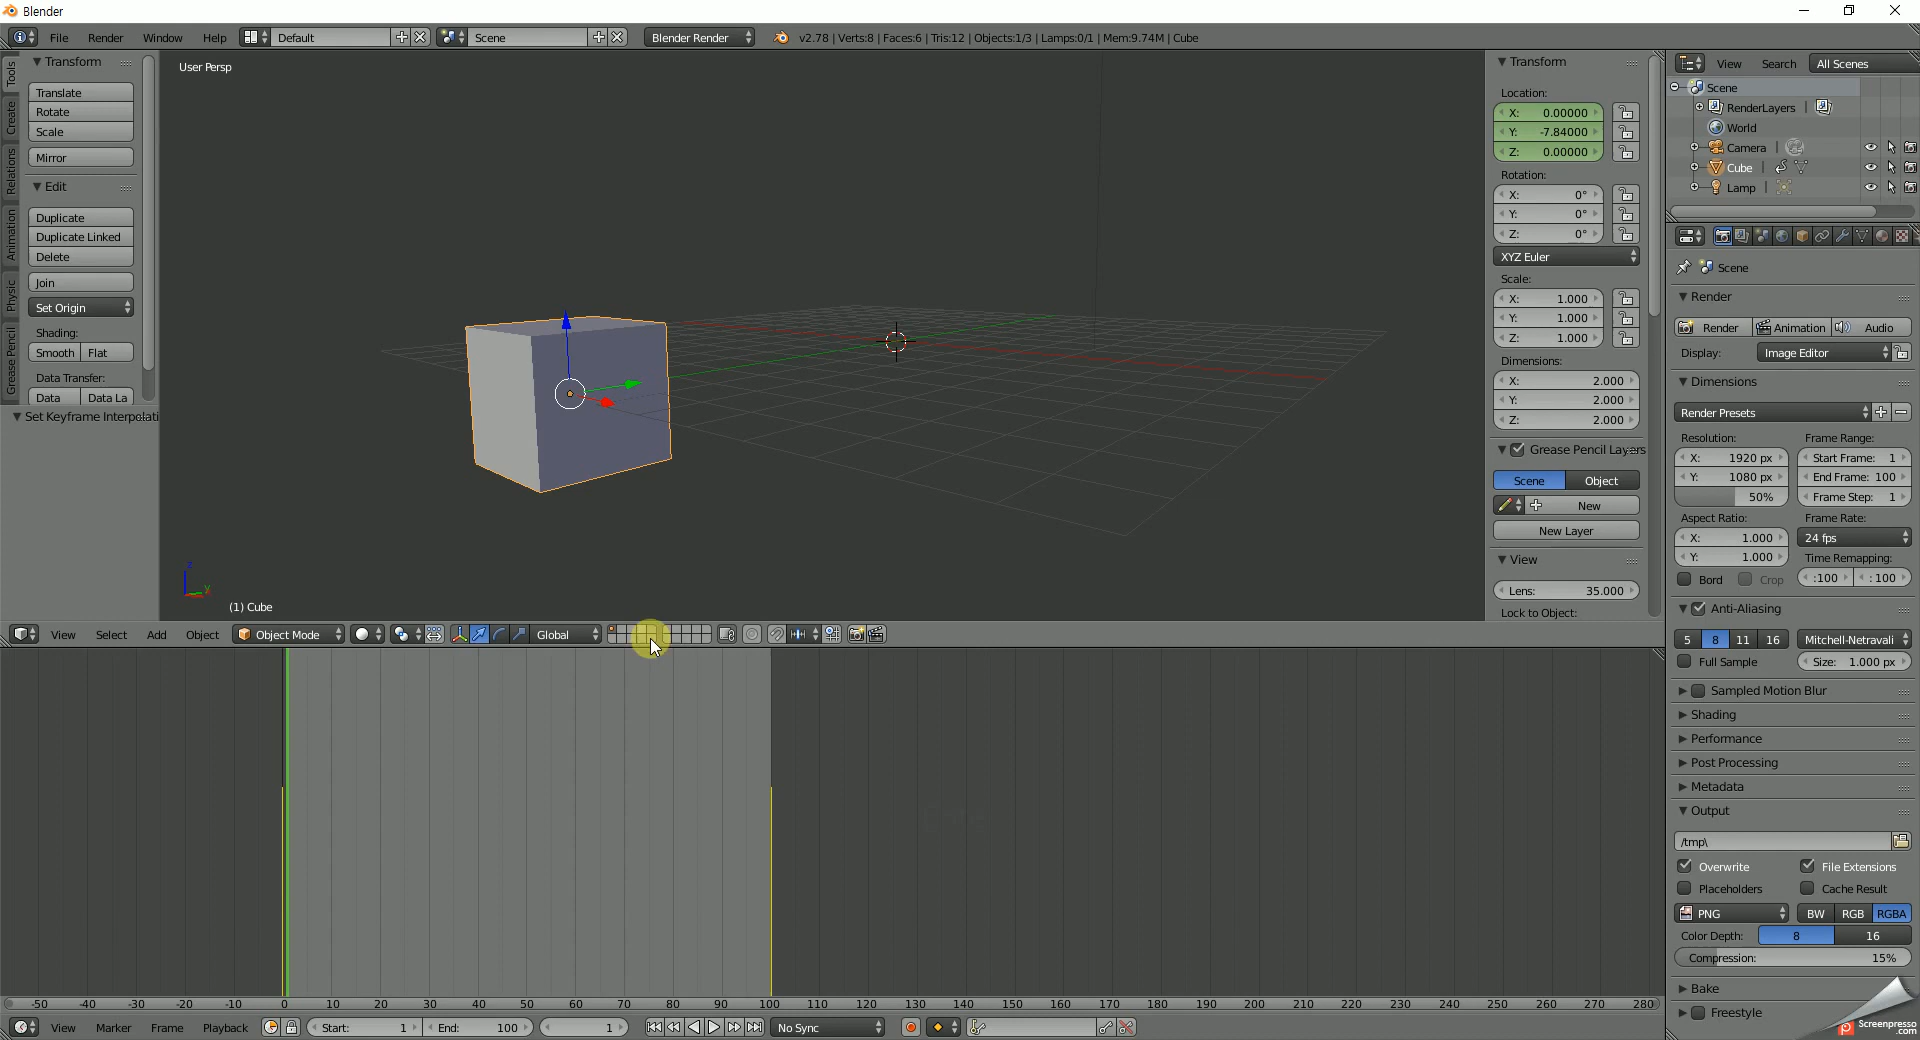 Blender
File Render Window Help Default Scene Blender Render v2.78 | Verts:8 | Faces:6 | Tris:12 | Objects:1/3 | Lamps:0/1 | Mem:9.74M | Cube
Tools
Create
Relations
Animation
Physic
Grease Pencil
Transform
Translate
Rotate
Scale
Mirror
Edit
Duplicate
Duplicate Linked
Delete
Join
Set Origin
Shading:
Smooth Flat
Data Transfer:
Data Data La
Set Keyframe Interpolati
User Persp
z
y
(1) Cube
Transform
Location:
X: 0.00000
Y: -7.84000
Z: 0.00000
Rotation:
X: 0°
Y: 0°
Z: 0°
XYZ Euler
Scale:
X: 1.000
Y: 1.000
Z: 1.000
Dimensions:
X: 2.000
Y: 2.000
Z: 2.000
Grease Pencil Layers
Scene Object
New
New Layer
View
Lens: 35.000
Lock to Object:
View Search All Scenes
Scene
RenderLayers |
World
Camera |
Cube |
Lamp |
Scene
Render
Render Animation Audio
Display: Image Editor
Dimensions
Render Presets
Resolution: Frame Range:
X: 1920 px Start Frame: 1
Y: 1080 px End Frame: 100
50% Frame Step: 1
Aspect Ratio: Frame Rate:
X: 1.000 24 fps
Y: 1.000 Time Remapping:
Bord Crop :100 : 100
Anti-Aliasing
5 8 11 16 Mitchell-Netravali
Full Sample Size: 1.000 px
Sampled Motion Blur
Shading
Performance
Post Processing
Metadata
Output
/tmp\
Overwrite File Extensions
Placeholders Cache Result
PNG BW RGB RGBA
Color Depth: 8 16
Compression: 15%
Bake
Freestyle
View Select Add Object Object Mode Global
-50 -40 -30 -20 -10 0 10 20 30 40 50 60 70 80 90 100 110 120 130 140 150 160 170 180 190 200 210 220 230 240 250 260 270 280
View Marker Frame Playback Start: 1 End: 100 1 No Sync
Screenpresso
.com